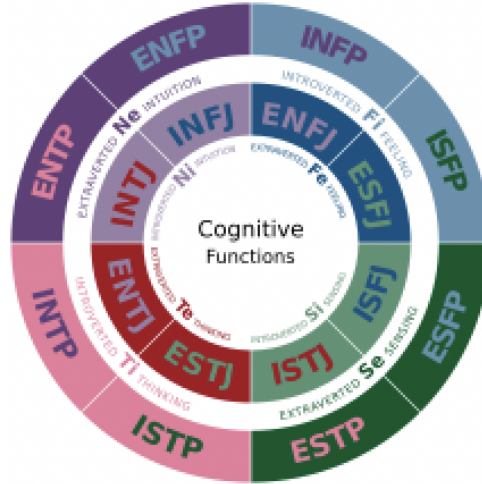 ENFP
INFP
ISFP
ESFP
ESTP
ISTP
INTP
ENTP
EXTRAVERTED Ne INTUITION
INTROVERTED Fi FEELING
EXTRAVERTED Se SENSING
INTROVERTED Ti THINKING
INFJ
ENFJ
ESFJ
ISFJ
ISTJ
ESTJ
ENTJ
INTJ
INTROVERTED Ni INTUITION
EXTRAVERTED Fe FEELING
INTROVERTED Si SENSING
EXTRAVERTED Te THINKING
Cognitive
Functions